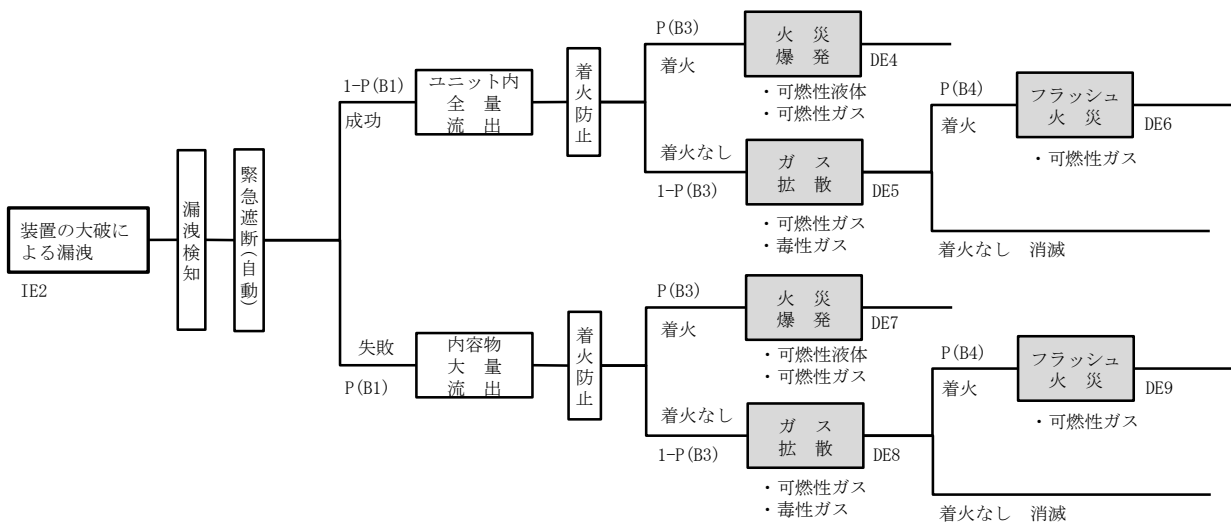 装置の大破に
よる漏洩
IE2
漏洩検知
緊急遮断(自動)
1-P(B1)
成功
ユニット内
全 量
流 出
着火防止
P(B3)
着火
火 災
爆 発
DE4
・可燃性液体
・可燃性ガス
着火なし
1-P(B3)
ガ ス
拡 散
DE5
・可燃性ガス
・毒性ガス
P(B4)
着火
フラッシュ
火 災
DE6
・可燃性ガス
着火なし 消滅
失敗
P(B1)
内容物
大 量
流 出
着火防止
P(B3)
着火
火 災
爆 発
DE7
・可燃性液体
・可燃性ガス
着火なし
1-P(B3)
ガ ス
拡 散
DE8
・可燃性ガス
・毒性ガス
P(B4)
着火
フラッシュ
火 災
DE9
・可燃性ガス
着火なし 消滅